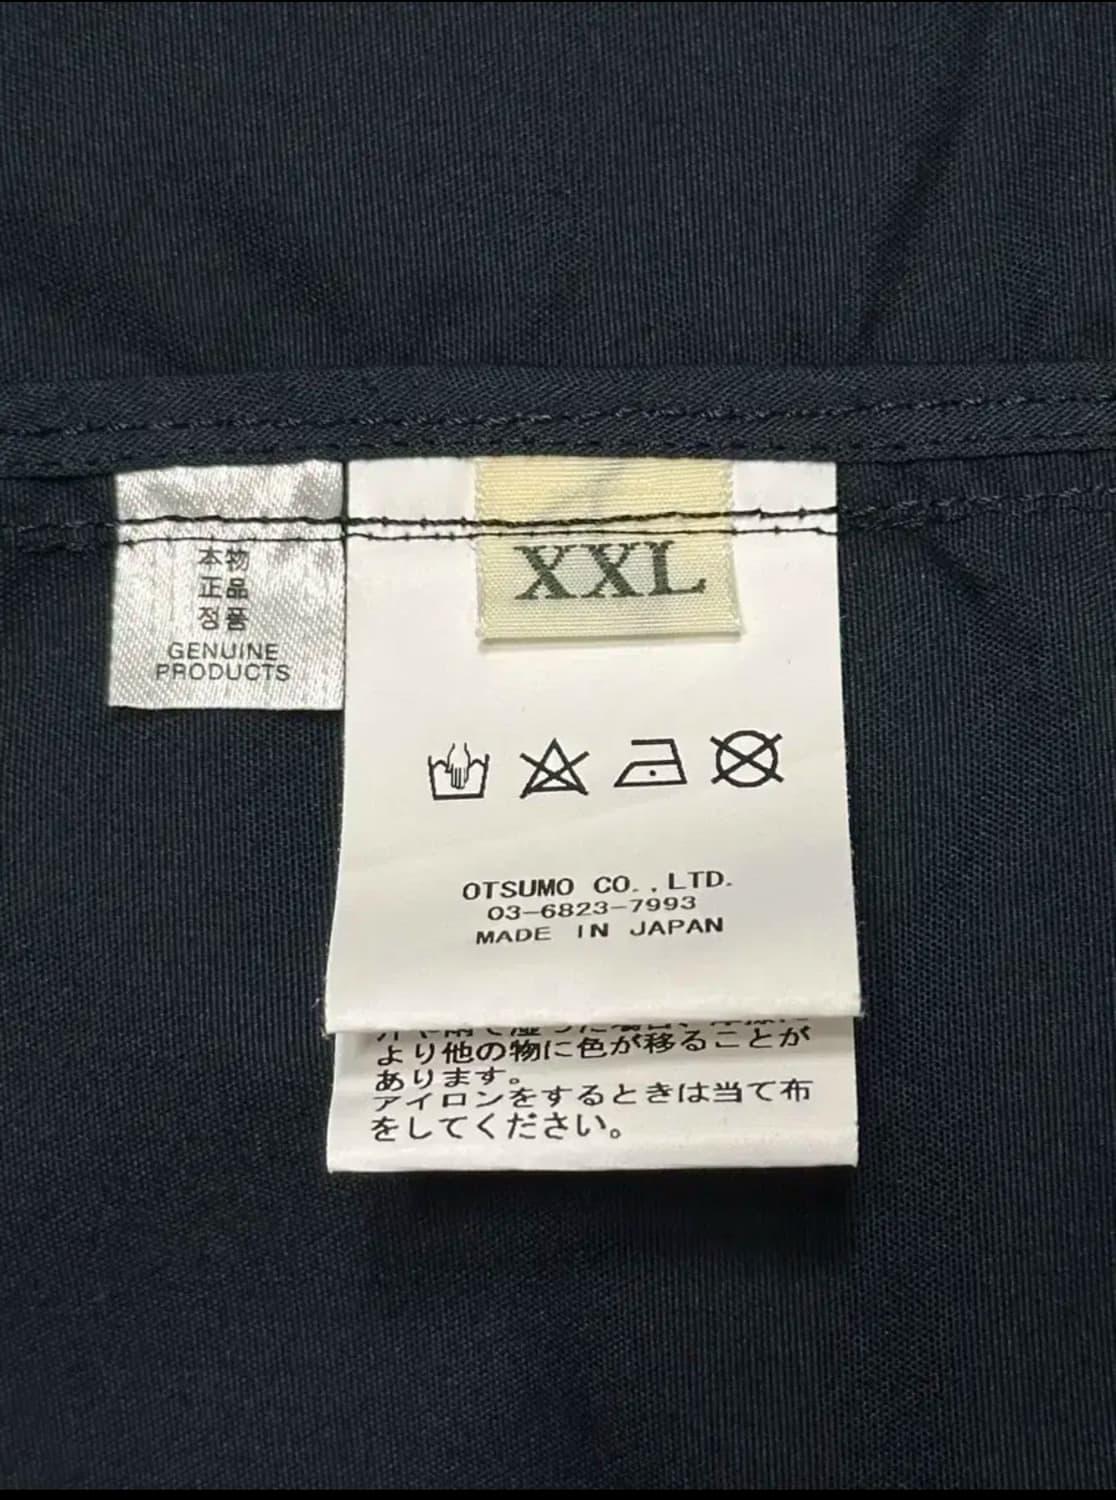 本物
正品
정품
GENUINE
PRODUCTS
XXL
OTSUMO CO.,LTD.
03-6823-7993
MADE IN JAPAN
より他の物に色が移ることが
あります。
アイロンをするときは当て布
をしてください。